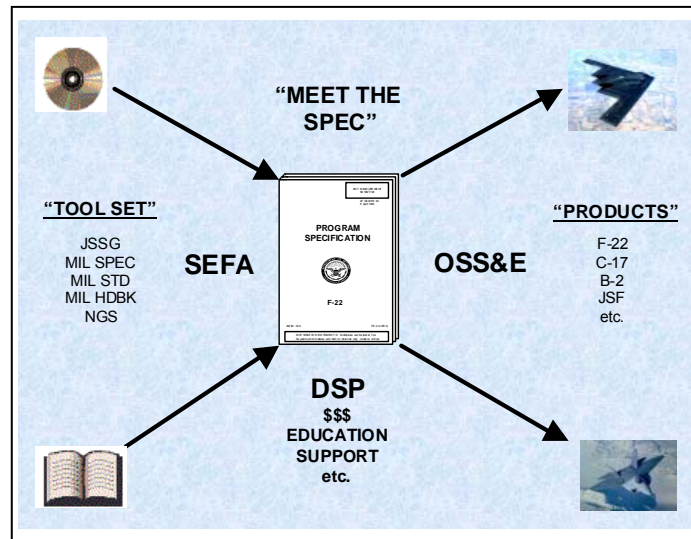 “MEET THE
SPEC”
“TOOL SET”
JSSG
MIL SPEC
MIL STD
MIL HDBK
NGS
SEFA
PROGRAM
SPECIFICATION
F-22
OSS&E
“PRODUCTS”
F-22
C-17
B-2
JSF
etc.
DSP
$$$
EDUCATION
SUPPORT
etc.